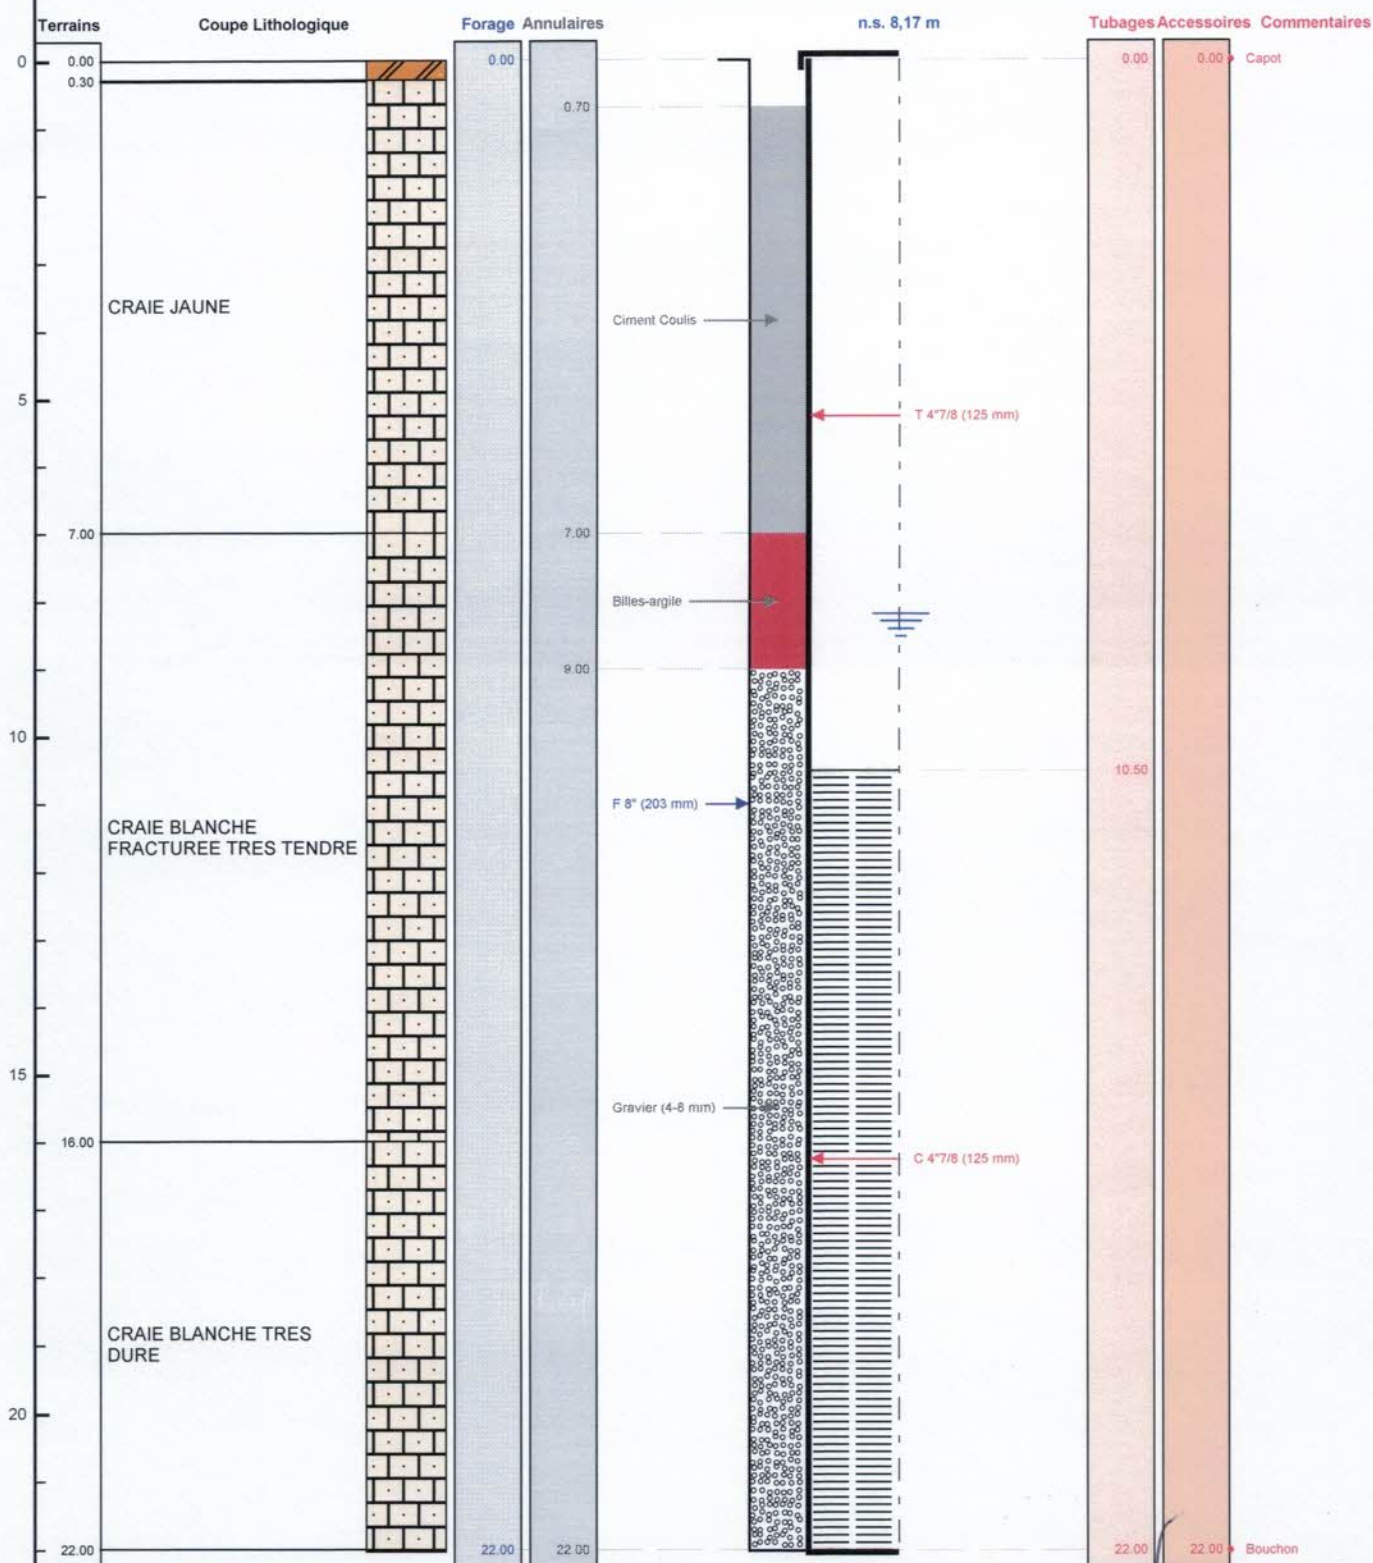 Terrains Coupe Lithologique Forage Annulaires n.s. 8,17 m Tubages Accessoires Commentaires
0 0.00 0.00 0.00 0.00 Capot
0.30
0.70
CRAIE JAUNE
Ciment Coulis
5
T 4"7/8 (125 mm)
7.00 7.00
Billes-argile
9.00
10
10.50
F 8" (203 mm)
CRAIE BLANCHE
FRACTUREE TRES TENDRE
15
Gravier (4-6 mm)
16.00
C 4"7/8 (125 mm)
CRAIE BLANCHE TRES
DURE
20
22.00 22.00 22.00 22.00 22.00 Bouchon